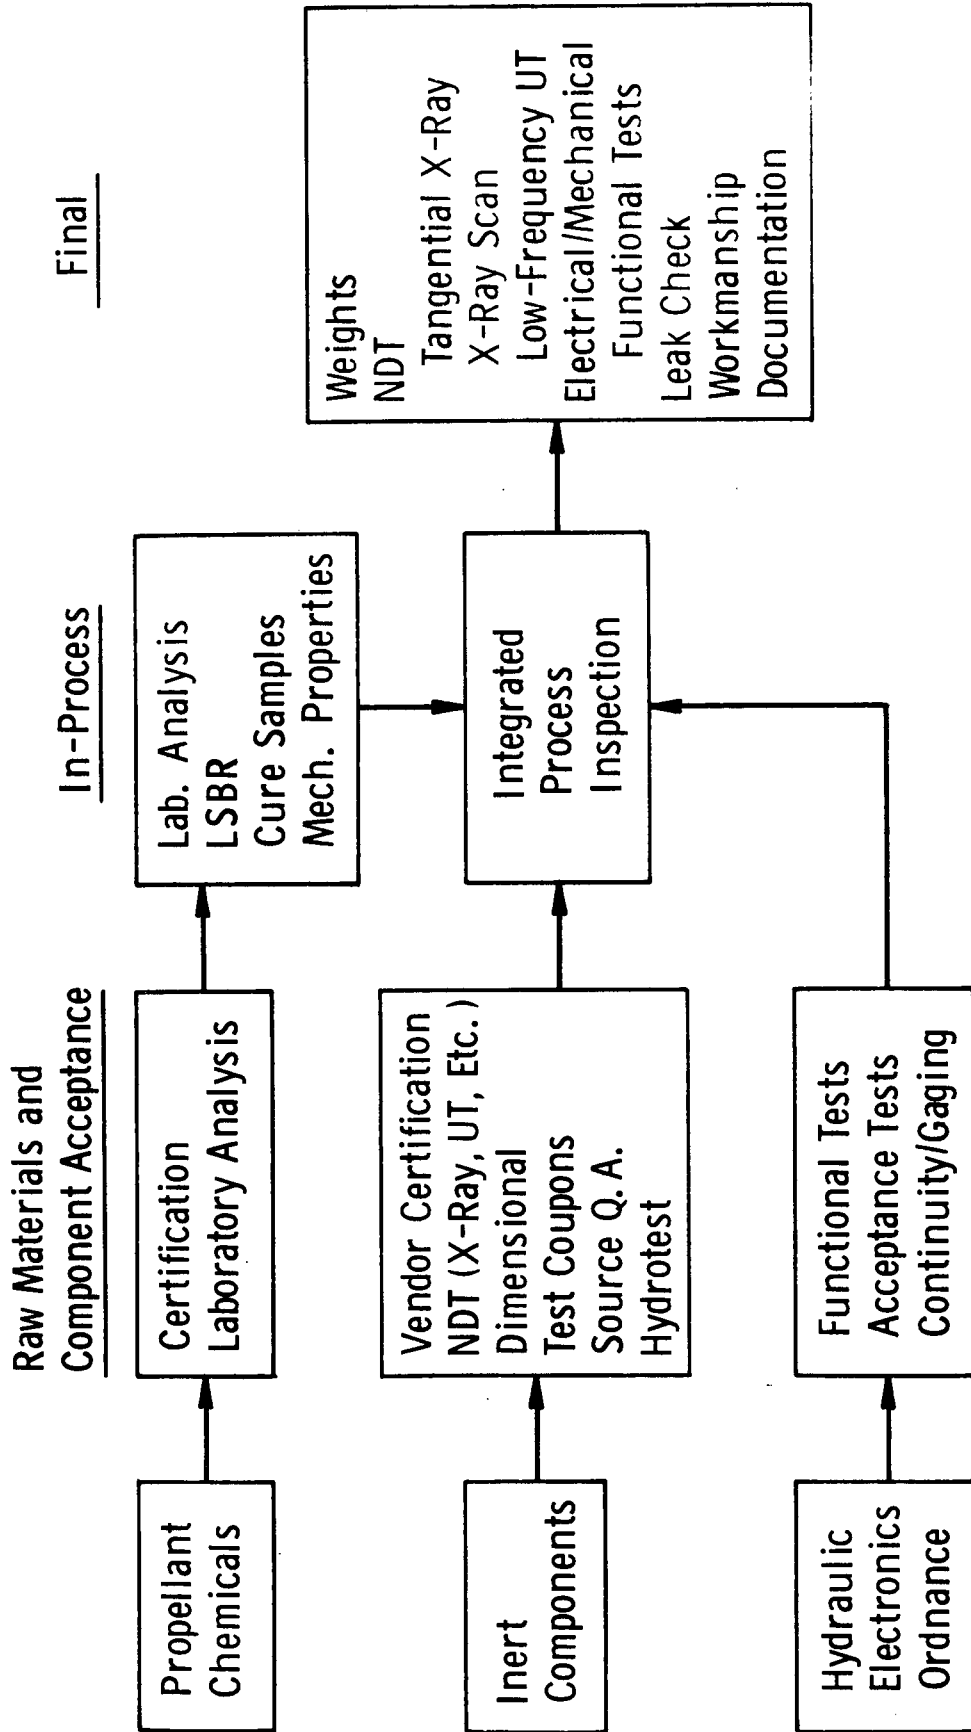 Raw Materials and
Component Acceptance
In-Process
Final
Propellant
Chemicals
Certification
Laboratory Analysis
Lab. Analysis
LSBR
Cure Samples
Mech. Properties
Inert
Components
Vendor Certification
NDT (X-Ray, UT, Etc.)
Dimensional
Test Coupons
Source Q.A.
Hydrotest
Integrated
Process
Inspection
Weights
NDT
Tangential X-Ray
X-Ray Scan
Low-Frequency UT
Electrical/Mechanical
Functional Tests
Leak Check
Workmanship
Documentation
Hydraulic
Electronics
Ordnance
Functional Tests
Acceptance Tests
Continuity/Gaging